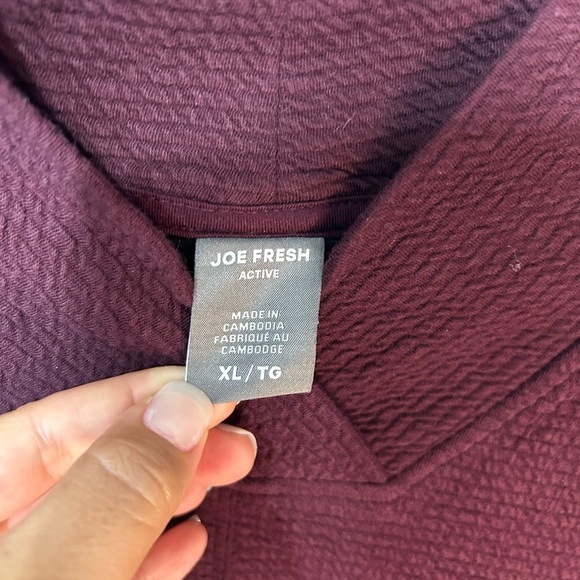 JOE FRESH
ACTIVE
MADE IN
CAMBODIA
FABRIQUÉ AU
CAMBODGE
XL / TG